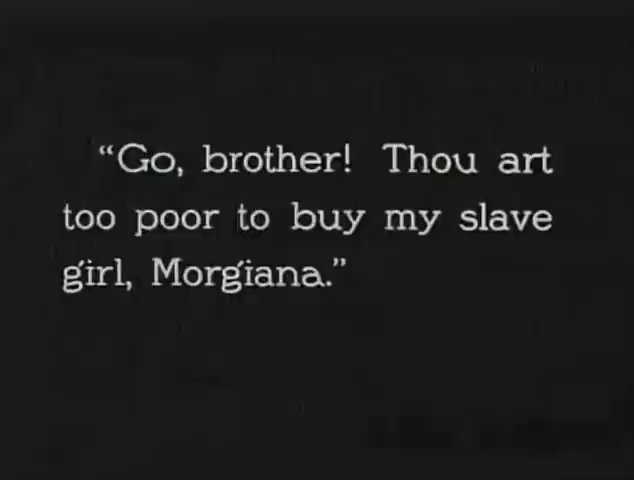 “Go, brother! Thou art
too poor to buy my slave
girl, Morgiana.”